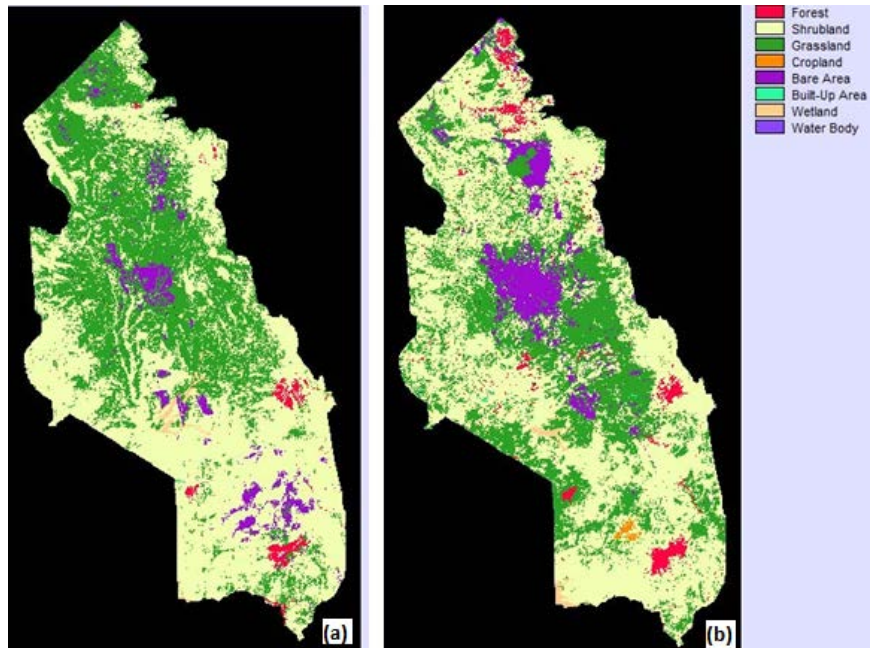 Forest
Shrubland
Grassland
Cropland
Bare Area
Built-Up Area
Wetland
Water Body
(a)
(b)